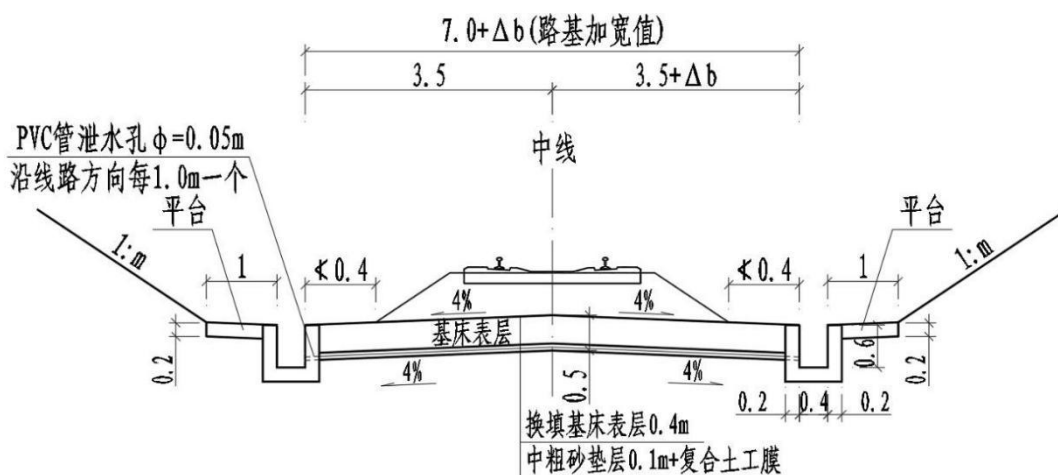 7.0+Δb(路基加宽值)
3.5
3.5+Δb
PVC管泄水孔ϕ=0.05m
沿线路方向每1.0m一个
中线
平台
平台
1:m
1
≮0.4
≮0.4
1
1:m
4%
4%
基床表层
0.2
0.6
0.2
4%
4%
0.5
0.2
0.4
0.2
换填基床表层0.4m
中粗砂垫层0.1m+复合土工膜